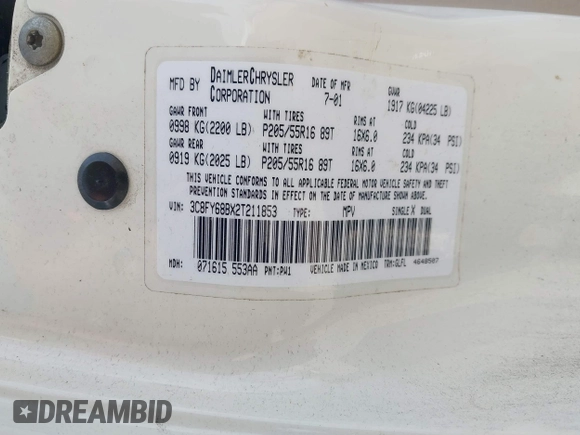 MFD BY DAIMLERCHRYSLER CORPORATION DATE OF MFR 7-01 GVWR 1917 KG(04225 LB)
GAWR FRONT WITH TIRES RIMS AT COLD
0998 KG(2200 LB) P205/55R16 89T 16X6.0 234 KPA(34 PSI)
GAWR REAR WITH TIRES RIMS AT COLD
0919 KG(2025 LB) P205/55R16 89T 16X6.0 234 KPA(34 PSI)
THIS VEHICLE CONFORMS TO ALL APPLICABLE FEDERAL MOTOR VEHICLE SAFETY AND THEFT
PREVENTION STANDARDS IN EFFECT ON THE DATE OF MANUFACTURE SHOWN ABOVE.
VIN: 3C8FY68BX2T211853 TYPE: MPV SINGLE X DUAL
MDH: 071615 553AA PNT:PW1 VEHICLE MADE IN MEXICO TRM:GLFL 4648507
DREAMBID